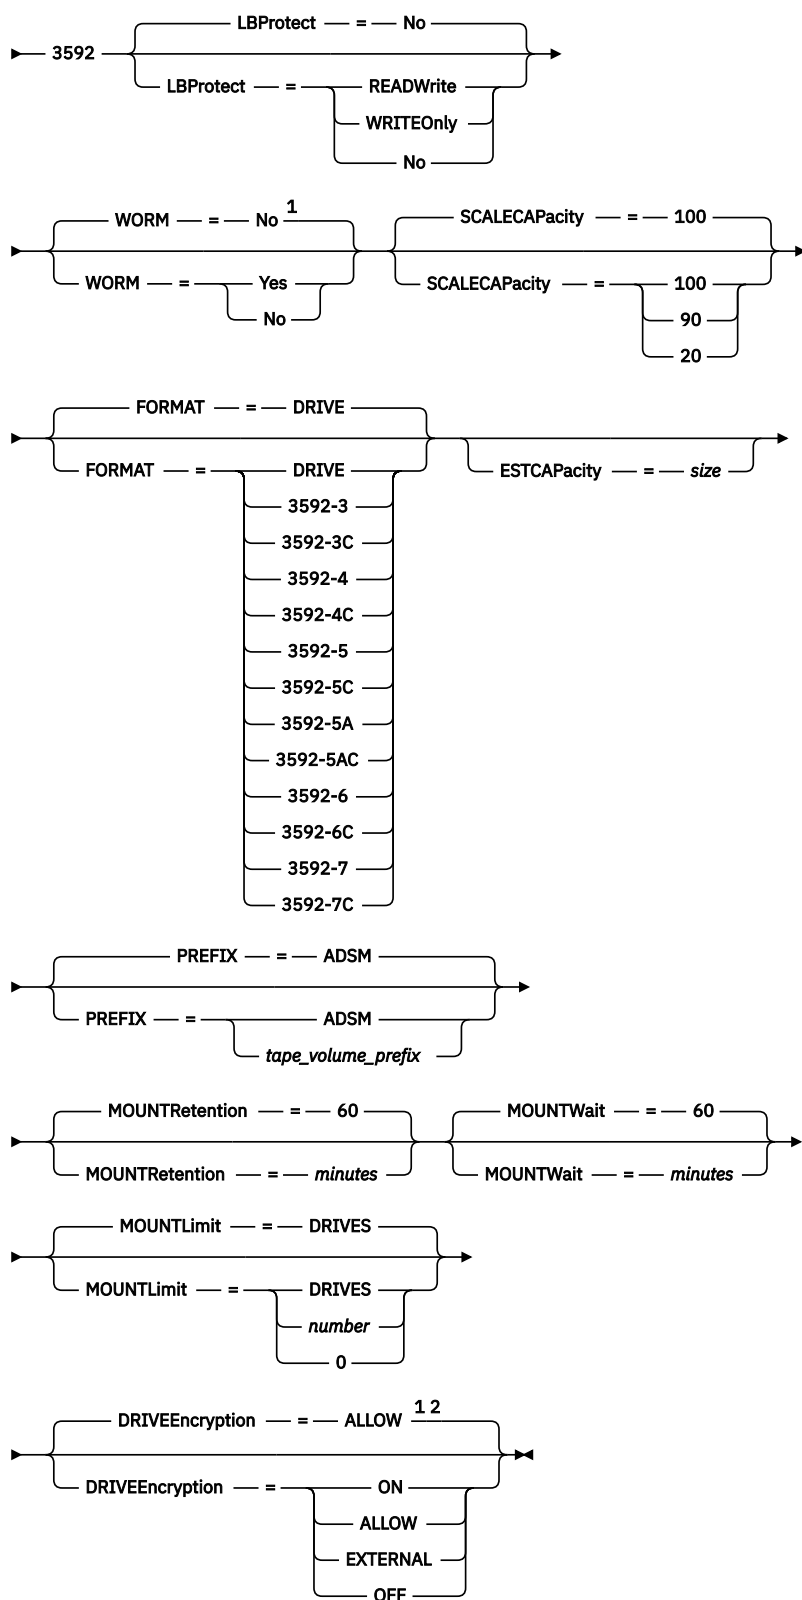 LBProtect = No
3592
LBProtect = READWrite
WRITEOnly
No
WORM = No 1 SCALECAPacity = 100
WORM = Yes SCALECAPacity = 100
No 90
20
FORMAT = DRIVE
FORMAT = DRIVE ESTCAPacity = size
3592-3
3592-3C
3592-4
3592-4C
3592-5
3592-5C
3592-5A
3592-5AC
3592-6
3592-6C
3592-7
3592-7C
PREFIX = ADSM
PREFIX = ADSM
tape_volume_prefix
MOUNTRetention = 60 MOUNTWait = 60
MOUNTRetention = minutes MOUNTWait = minutes
MOUNTLimit = DRIVES
MOUNTLimit = DRIVES
number
0
DRIVEEncryption = ALLOW 1 2
DRIVEEncryption = ON
ALLOW
EXTERNAL
OFF